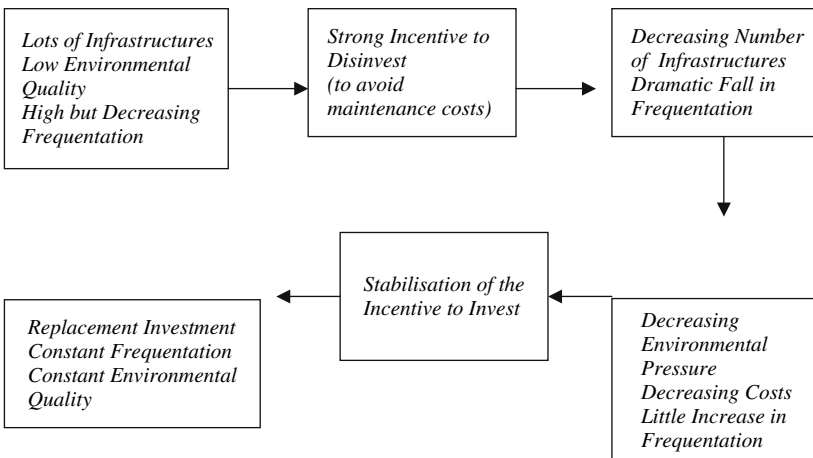 Lots of Infrastructures
Low Environmental
Quality
High but Decreasing
Frequentation
Strong Incentive to
Disinvest
(to avoid
maintenance costs)
Decreasing Number
of Infrastructures
Dramatic Fall in
Frequentation
Decreasing
Environmental
Pressure
Decreasing Costs
Little Increase in
Frequentation
Stabilisation of the
Incentive to Invest
Replacement Investment
Constant Frequentation
Constant Environmental
Quality